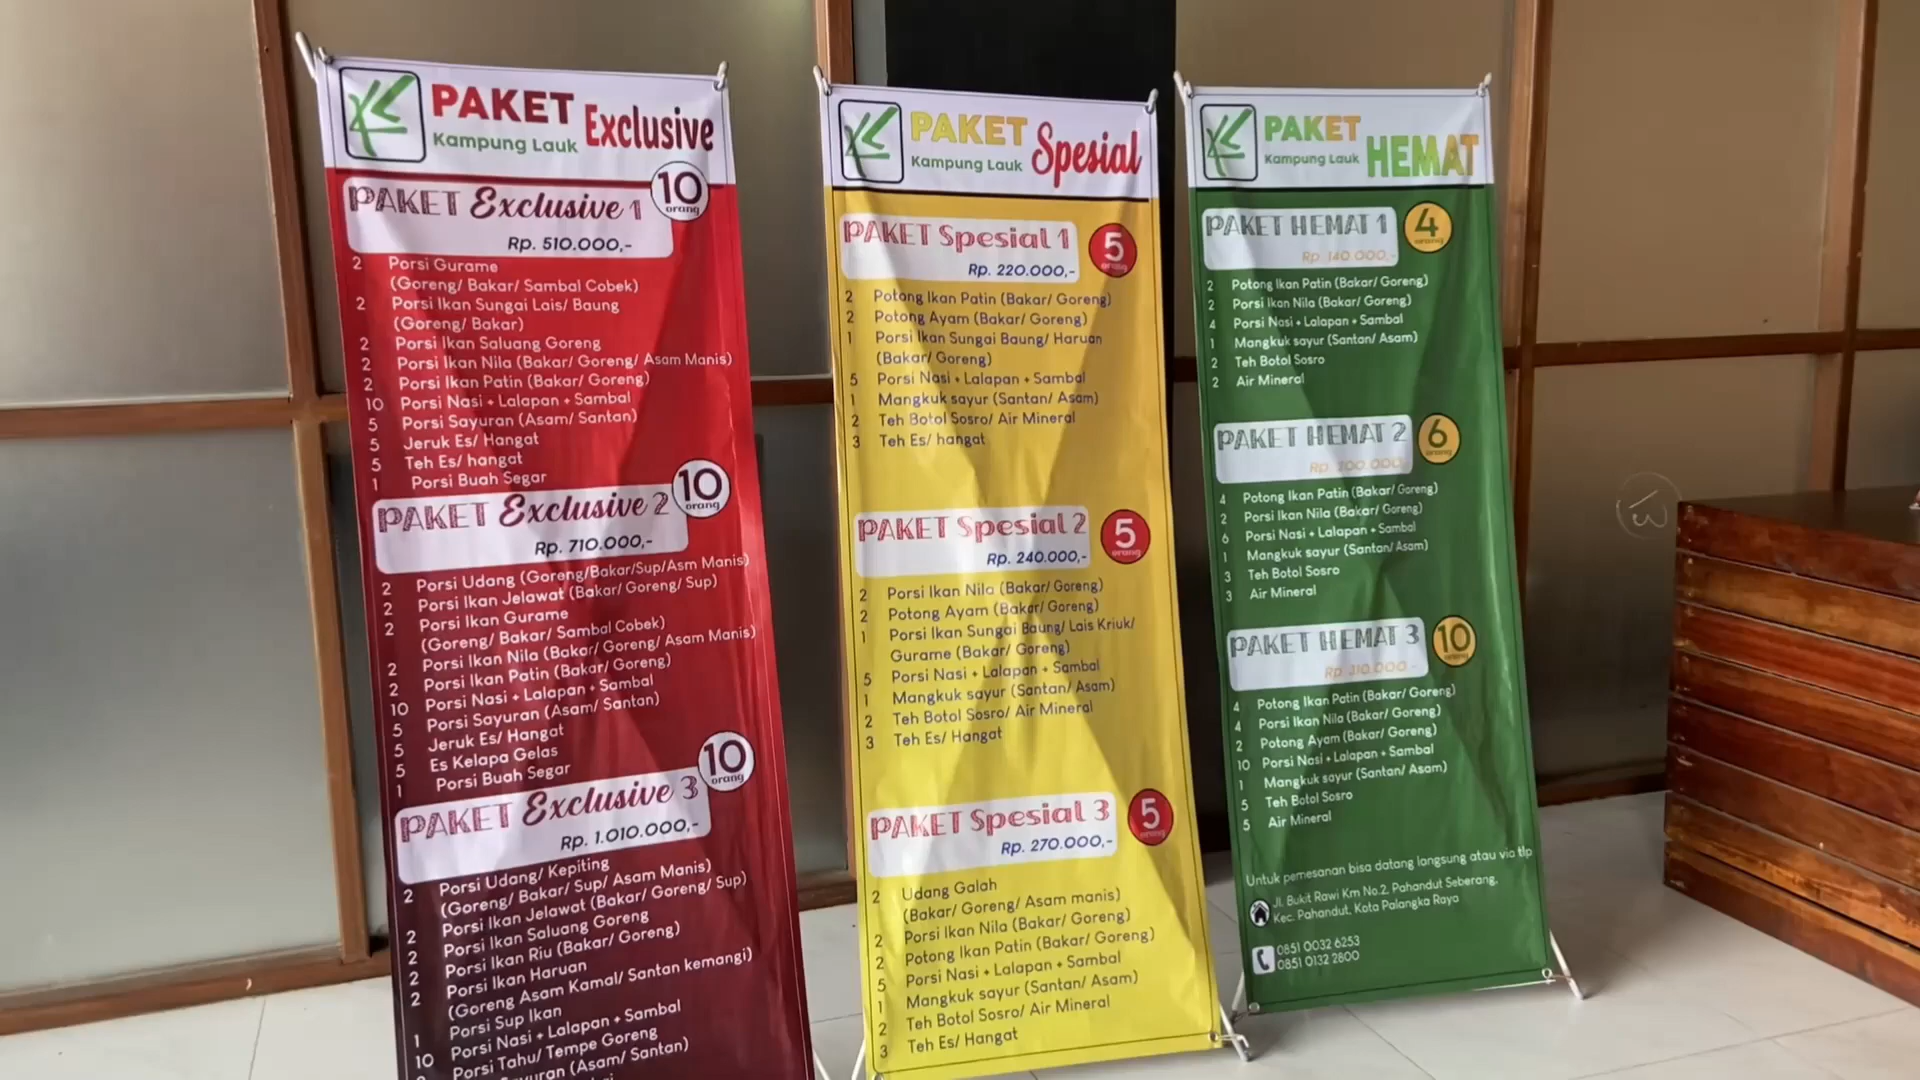 PAKET Exclusive
Kampung Lauk
PAKET Exclusive 1
10 orang
Rp. 510.000,-
2 Porsi Gurame
(Goreng/ Bakar/ Sambal Cobek)
2 Porsi Ikan Sungai Lais/ Baung
(Goreng/ Bakar)
2 Porsi Ikan Saluang Goreng
2 Porsi Ikan Nila (Bakar/ Goreng/ Asam Manis)
2 Porsi Ikan Patin (Bakar/ Goreng)
10 Porsi Nasi + Lalapan + Sambal
5 Porsi Sayuran (Asam/ Santan)
5 Jeruk Es/ Hangat
5 Teh Es/ hangat
1 Porsi Buah Segar
PAKET Exclusive 2
10 orang
Rp. 710.000,-
2 Porsi Udang (Goreng/Bakar/Sup/Asm Manis)
2 Porsi Ikan Jelawat (Bakar/ Goreng/ Sup)
2 Porsi Ikan Gurame
(Goreng/ Bakar/ Sambal Cobek)
2 Porsi Ikan Nila (Bakar/ Goreng/ Asam Manis)
2 Porsi Ikan Patin (Bakar/ Goreng)
10 Porsi Nasi + Lalapan + Sambal
5 Porsi Sayuran (Asam/ Santan)
5 Jeruk Es/ Hangat
5 Es Kelapa Gelas
1 Porsi Buah Segar
PAKET Exclusive 3
10 orang
Rp. 1.010.000,-
2 Porsi Udang/ Kepiting
(Goreng/ Bakar/ Sup/ Asam Manis)
2 Porsi Ikan Jelawat (Bakar/ Goreng/ Sup)
2 Porsi Ikan Saluang Goreng
2 Porsi Ikan Riu (Bakar/ Goreng)
2 Porsi Ikan Haruan
(Goreng Asam Kamal/ Santan kemangi)
1 Porsi Sup Ikan
10 Porsi Nasi + Lalapan + Sambal
Porsi Tahu/ Tempe Goreng
Sayuran (Asam/ Santan)
PAKET Spesial
Kampung Lauk
PAKET Spesial 1
5 orang
Rp. 220.000,-
2 Potong Ikan Patin (Bakar/ Goreng)
2 Potong Ayam (Bakar/ Goreng)
1 Porsi Ikan Sungai Baung/ Haruan
(Bakar/ Goreng)
5 Porsi Nasi + Lalapan + Sambal
1 Mangkuk sayur (Santan/ Asam)
2 Teh Botol Sosro/ Air Mineral
3 Teh Es/ hangat
PAKET Spesial 2
5 orang
Rp. 240.000,-
2 Porsi Ikan Nila (Bakar/ Goreng)
2 Potong Ayam (Bakar/ Goreng)
1 Porsi Ikan Sungai Baung/ Lais Kriuk/
Gurame (Bakar/ Goreng)
5 Porsi Nasi + Lalapan + Sambal
1 Mangkuk sayur (Santan/ Asam)
2 Teh Botol Sosro/ Air Mineral
3 Teh Es/ Hangat
PAKET Spesial 3
5 orang
Rp. 270.000,-
2 Udang Galah
(Bakar/ Goreng/ Asam manis)
2 Porsi Ikan Nila (Bakar/ Goreng)
2 Potong Ikan Patin (Bakar/ Goreng)
5 Porsi Nasi + Lalapan + Sambal
1 Mangkuk sayur (Santan/ Asam)
2 Teh Botol Sosro/ Air Mineral
3 Teh Es/ Hangat
PAKET HEMAT
Kampung Lauk
PAKET HEMAT 1
4 orang
Rp. 140.000,-
2 Potong Ikan Patin (Bakar/ Goreng)
2 Porsi Ikan Nila (Bakar/ Goreng)
4 Porsi Nasi + Lalapan + Sambal
1 Mangkuk sayur (Santan/ Asam)
2 Teh Botol Sosro
2 Air Mineral
PAKET HEMAT 2
6 orang
Rp.
4 Potong Ikan Patin (Bakar/ Goreng)
2 Porsi Ikan Nila (Bakar/ Goreng)
6 Porsi Nasi + Lalapan + Sambal
1 Mangkuk sayur (Santan/ Asam)
3 Teh Botol Sosro
3 Air Mineral
PAKET HEMAT 3
10 orang
Rp. 310.000,-
4 Potong Ikan Patin (Bakar/ Goreng)
4 Porsi Ikan Nila (Bakar/ Goreng)
2 Potong Ayam (Bakar/ Goreng)
10 Porsi Nasi + Lalapan + Sambal
1 Mangkuk sayur (Santan/ Asam)
5 Teh Botol Sosro
5 Air Mineral
Untuk pemesanan bisa datang langsung atau via tlp
Jl. Bukit Rawi Km No.2, Pahandut Seberang,
Kec. Pahandut, Kota Palangka Raya
0851 0032 6253
0851 0132 2800